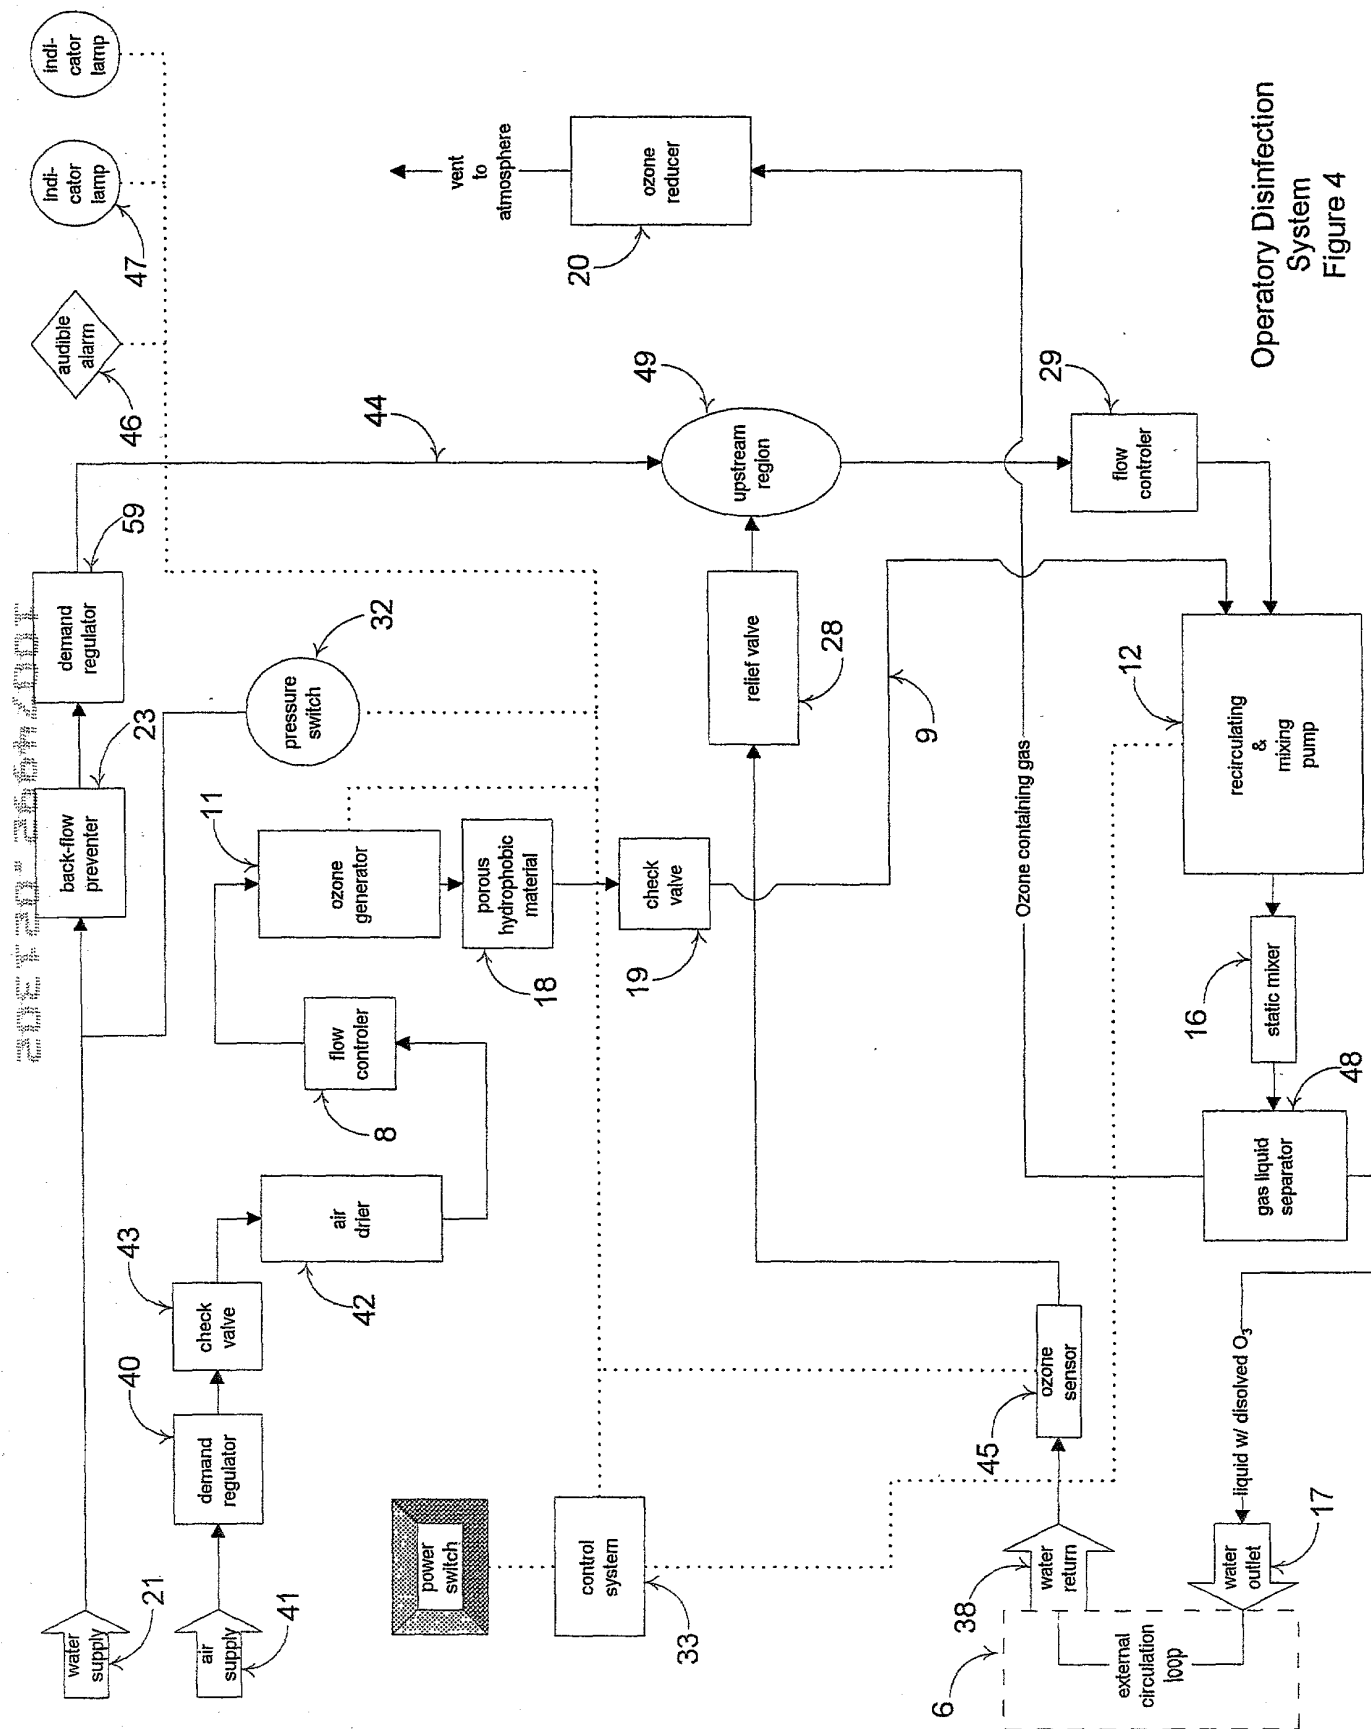 water
supply
21
back-flow
preventer
23
demand
regulator
59
audible
alarm
46
indi-
cator
lamp
47
indi-
cator
lamp
air
supply
41
demand
regulator
40
check
valve
43
air
drier
42
flow
controler
8
ozone
generator
11
porous
hydrophobic
material
18
check
valve
19
pressure
switch
32
44
vent
to
atmosphere
ozone
reducer
20
power
switch
control
system
33
relief valve
28
upstream
region
49
9
flow
controler
29
Ozone containing gas
ozone
sensor
45
water
return
38
external
circulation
loop
6
water
outlet
17
liquid w/ disolved O₃
gas liquid
separator
48
static mixer
16
recirculating
&
mixing
pump
12
Operatory Disinfection
System
Figure 4